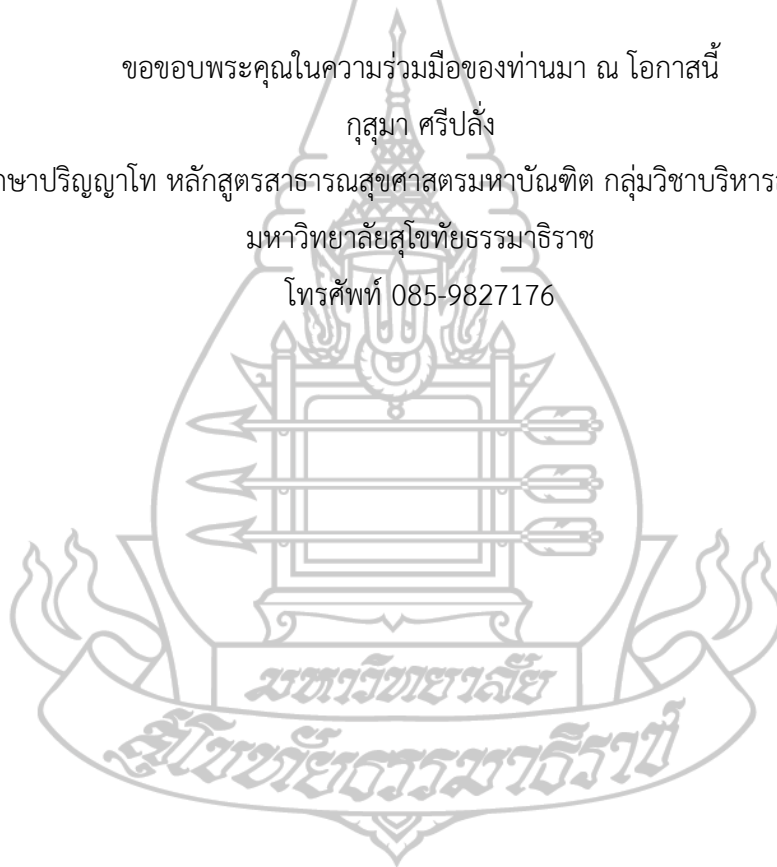 ขอขอบพระคุณในความร่วมมือของท่านมา ณ โอกาสนี้
กุสุมา ศรีปลั่ง
หลักสูตรสาธารณสุขศาสตรมหาบัณฑิต กลุ่มวิชาบริหาร
มหาวิทยาลัยสุโขทัยธรรมาธิราช
โทรศัพท์ 085-9827176
มหาวิทยาลัย
สุโขทัยธรรมาธิราช